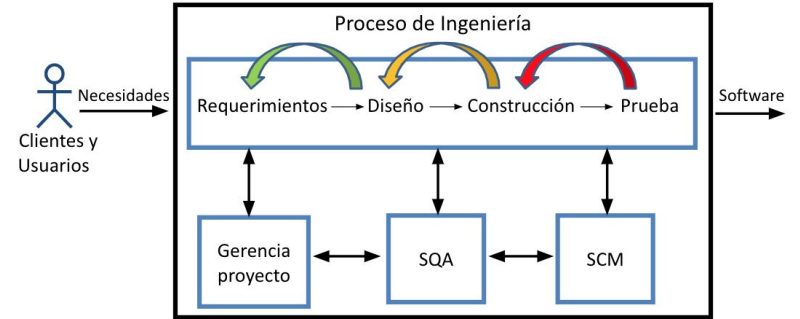 Proceso de Ingeniería
Necesidades
Clientes y
Usuarios
Requerimientos
Diseño
Construcción
Prueba
Software
Gerencia
proyecto
SQA
SCM